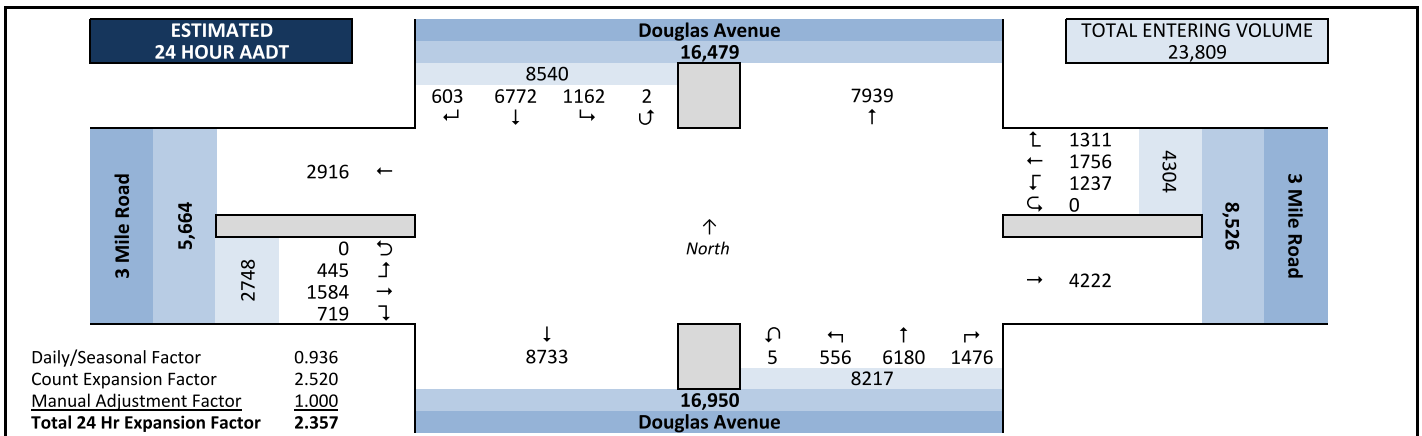 ESTIMATED
24 HOUR AADT
Douglas Avenue
16,479
TOTAL ENTERING VOLUME
23,809
8540
603 6772 1162 2
7939
3 Mile Road
5,664
2916
1311
1756
1237
0
4304
8,526
3 Mile Road
North
2748
0
445
1584
719
4222
8733
5 556 6180 1476
8217
16,950
Douglas Avenue
Daily/Seasonal Factor 0.936
Count Expansion Factor 2.520
Manual Adjustment Factor 1.000
Total 24 Hr Expansion Factor 2.357